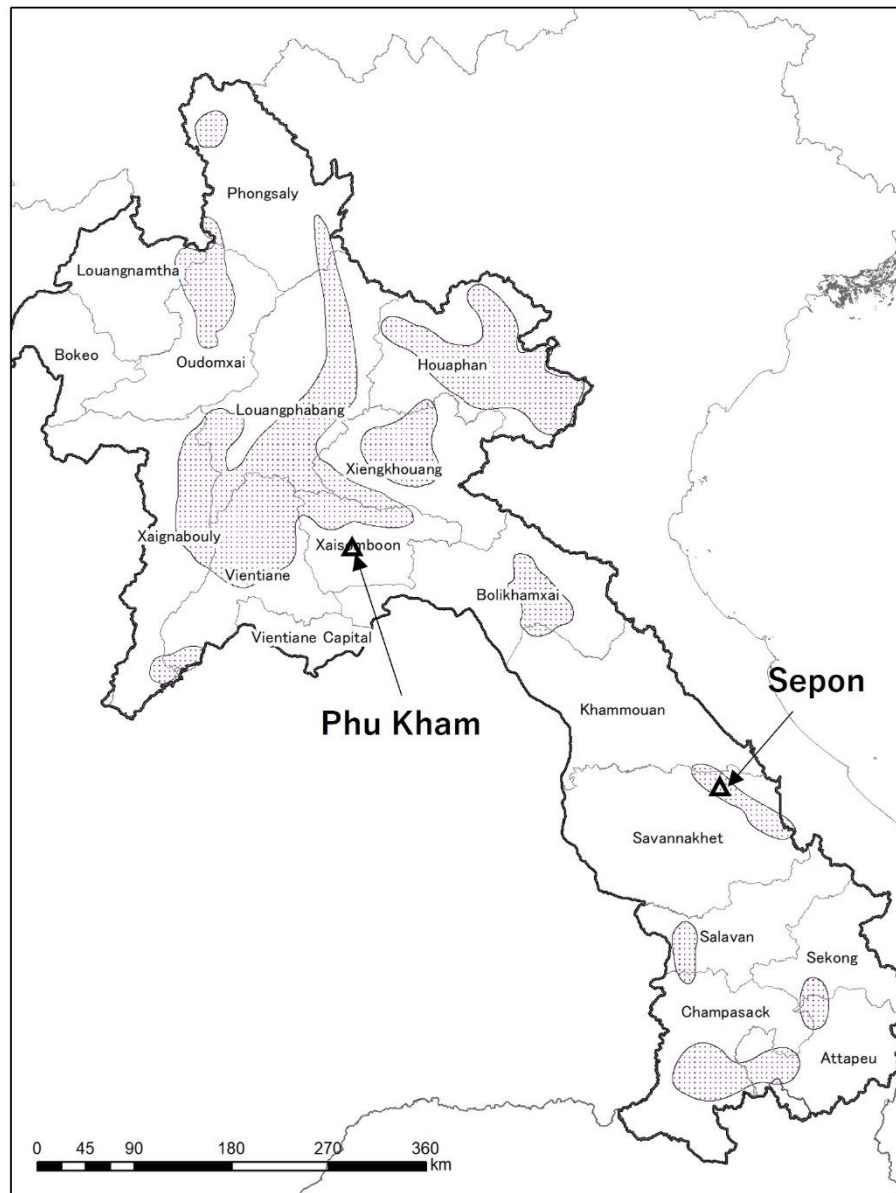 Phongsaly
Louangnamtha
Bokeo
Oudomxai
Houaphan
Louangphabang
Xiengkhouang
Xaignabouly
Xaisomboon
Vientiane
Bolikhamxai
Vientiane Capital
Phu Kham
Sepon
Khammouan
Savannakhet
Salavan
Sekong
Champasack
Attapeu
0 45 90 180 270 360
km